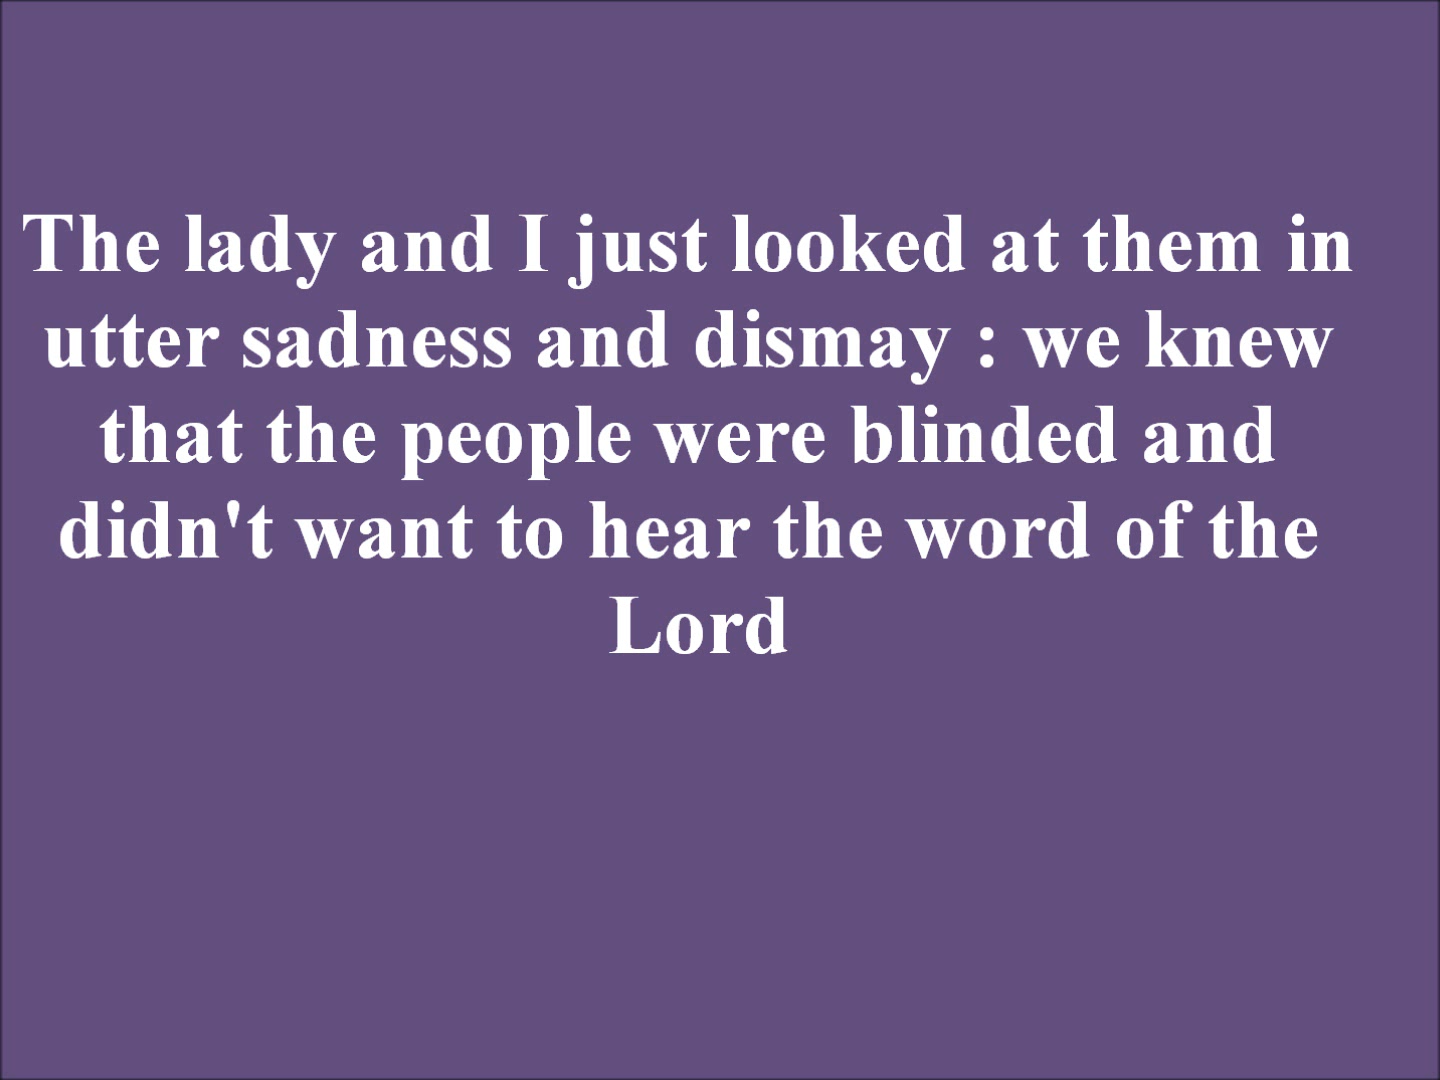 The lady and I just looked at them in
utter sadness and dismay : we knew
that the people were blinded and
didn't want to hear the word of the
Lord